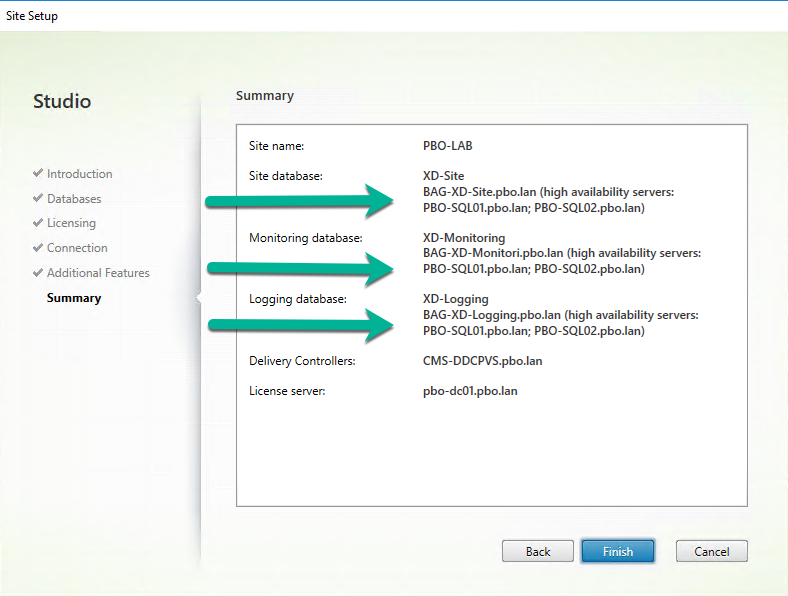 Site Setup
Studio
Introduction
Databases
Licensing
Connection
Additional Features
Summary
Summary
Site name: PBO-LAB
Site database: XD-Site
BAG-XD-Site.pbo.lan (high availability servers:
PBO-SQL01.pbo.lan; PBO-SQL02.pbo.lan)
Monitoring database: XD-Monitoring
BAG-XD-Monitori.pbo.lan (high availability servers:
PBO-SQL01.pbo.lan; PBO-SQL02.pbo.lan)
Logging database: XD-Logging
BAG-XD-Logging.pbo.lan (high availability servers:
PBO-SQL01.pbo.lan; PBO-SQL02.pbo.lan)
Delivery Controllers: CMS-DDCPVS.pbo.lan
License server: pbo-dc01.pbo.lan
Back Finish Cancel